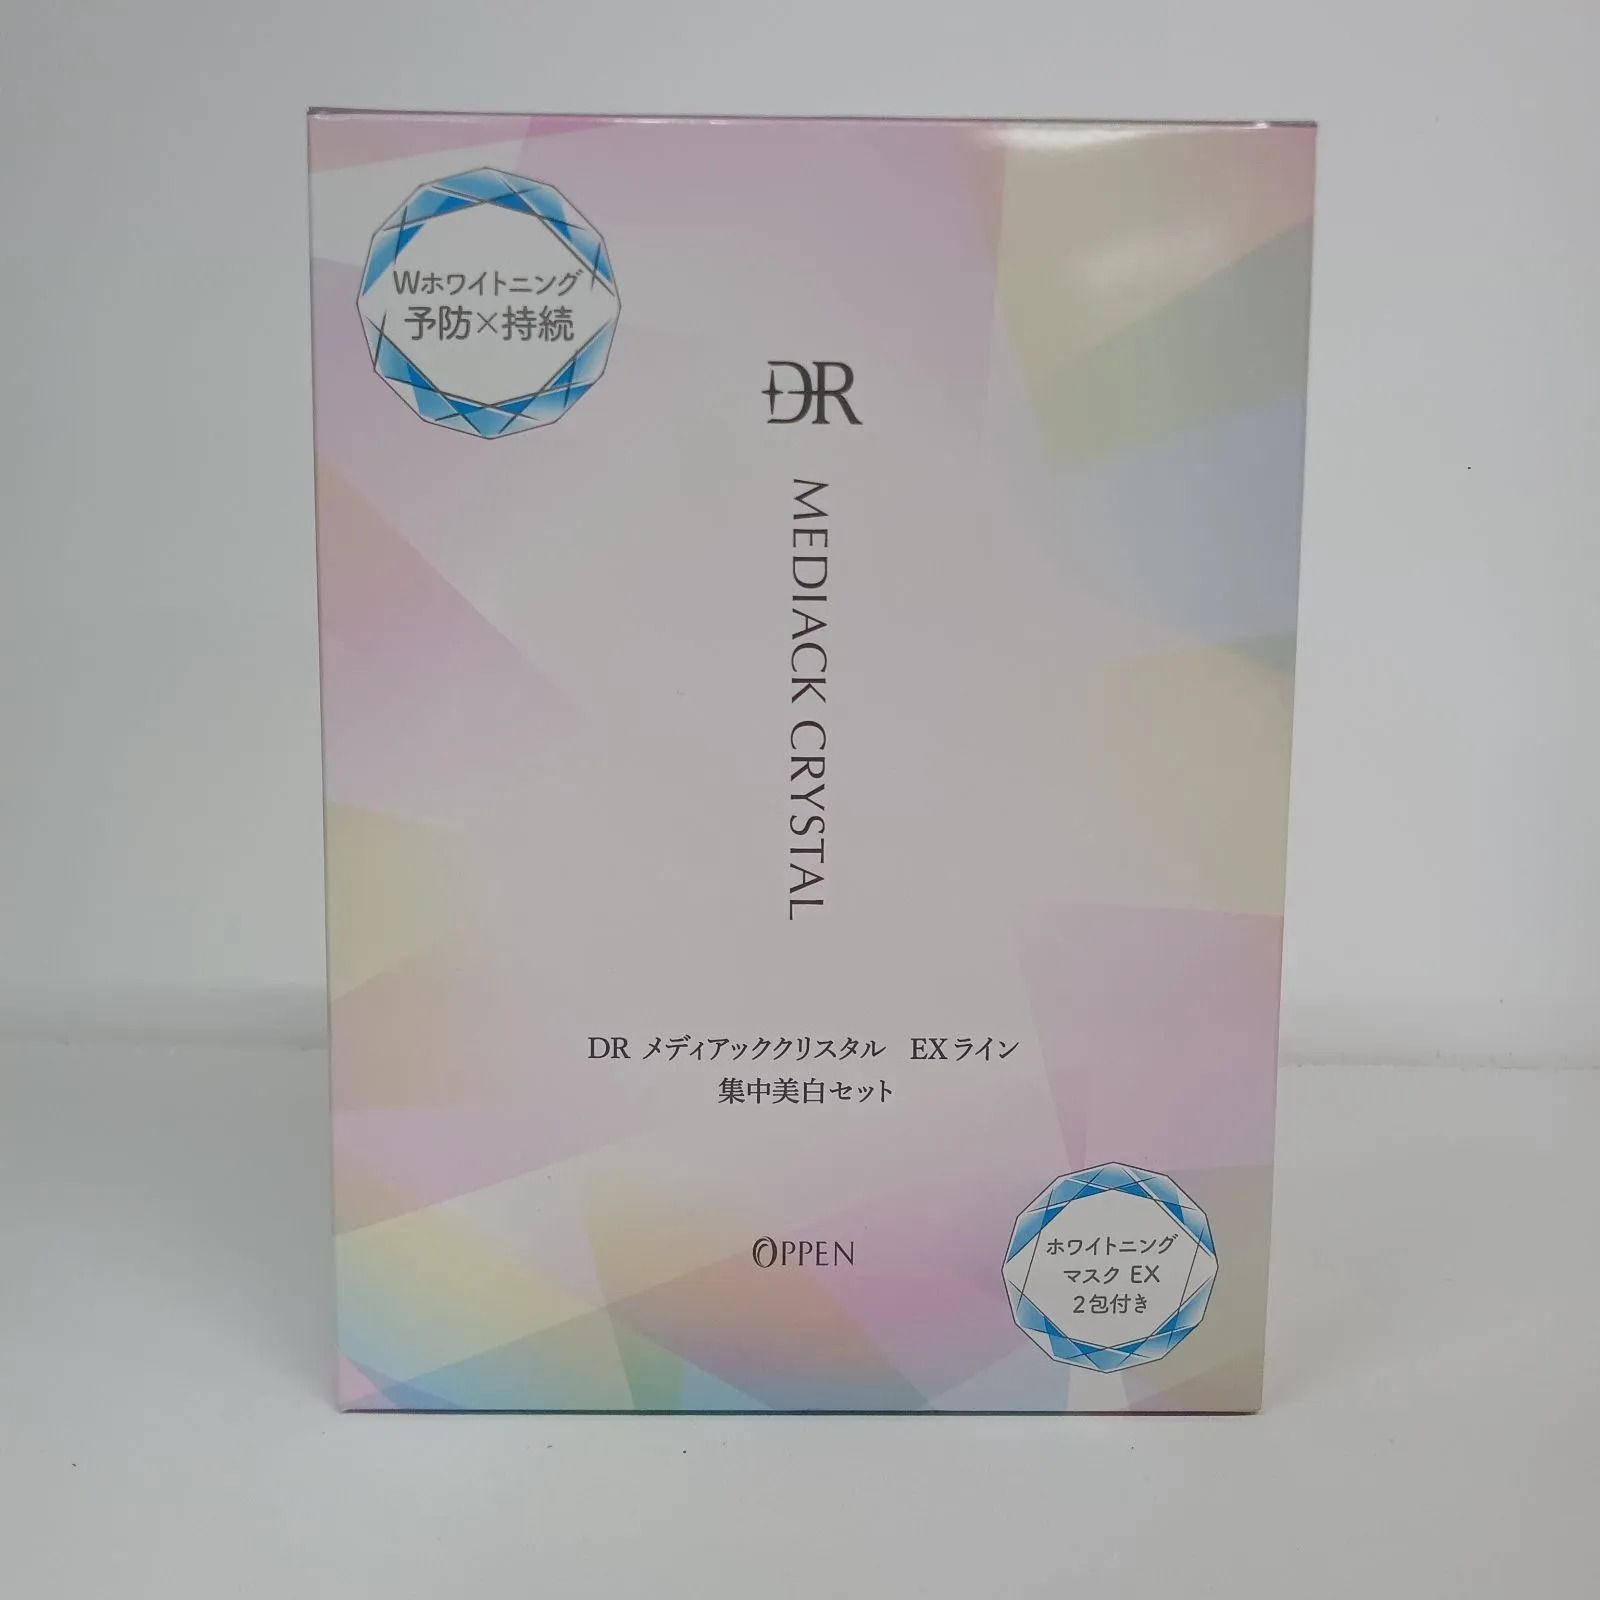 Wホワイトニング
予防×持続
DR
MEDIACK CRYSTAL
DR メディアッククリスタル EXライン
集中美白セット
OPPEN
ホワイトニング
マスク EX
2包付き